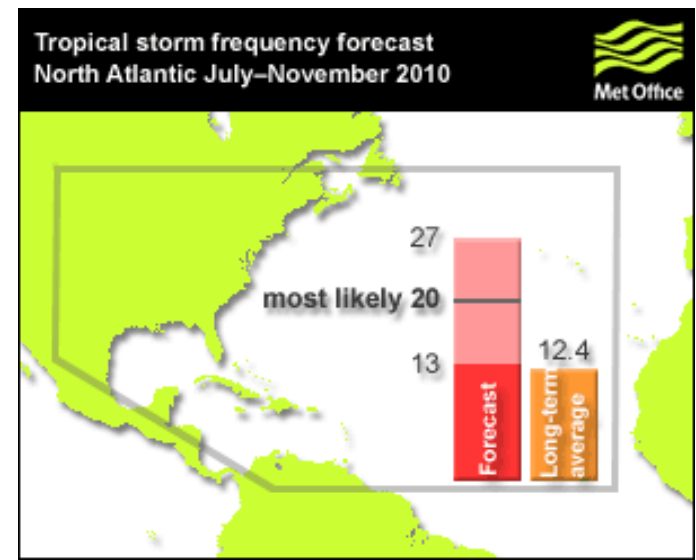 Tropical storm frequency forecast
North Atlantic July–November 2010
Met Office
27
most likely 20
13
12.4
Forecast
Long-term
average